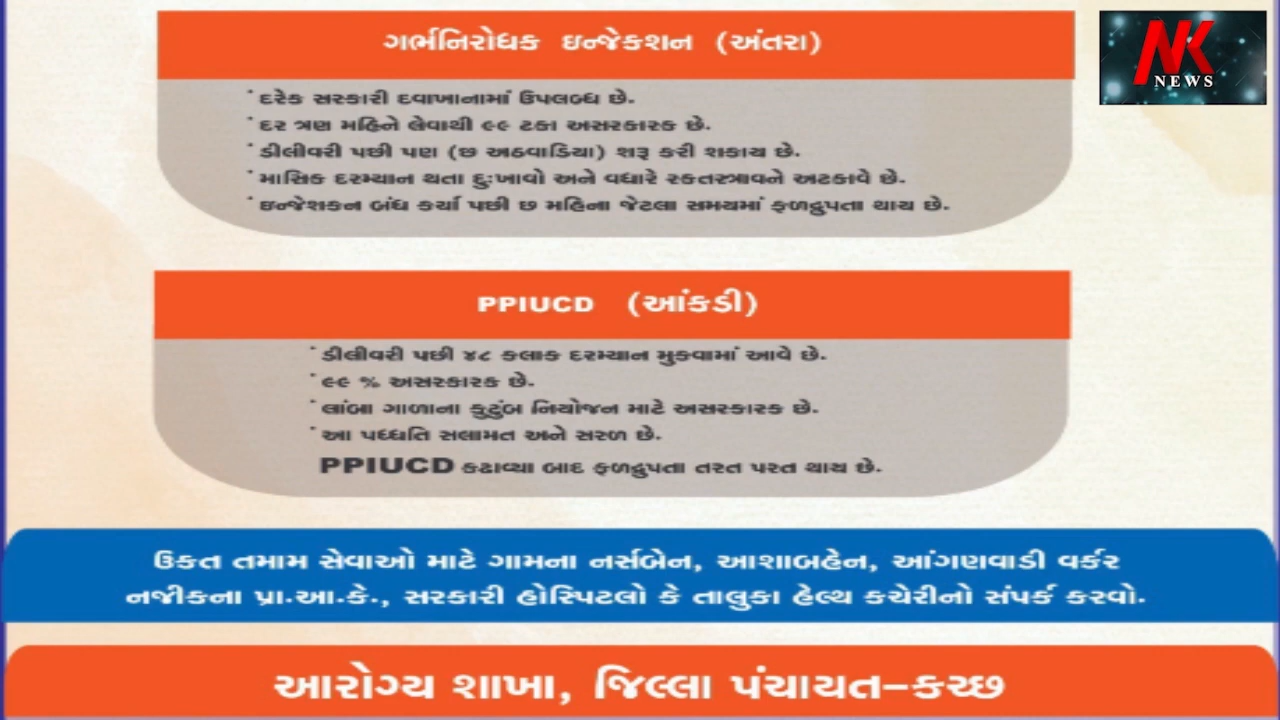 ગર્ભનિરોધક ઇન્જેકશન (અંતરા)
NK
NEWS
• દરેક સરકારી દવાખાનામાં ઉપલબ્ધ છે.
• દર ત્રણ મહિને લેવાથી ૯૯ ટકા અસરકારક છે.
• ડીલીવરી પછી પણ (છ અઠવાડિયા) શરૂ કરી શકાય છે.
• માસિક દરમ્યાન થતા દુઃખાવો અને વધારે રકતસ્ત્રાવને અટકાવે છે.
• ઇન્જેશકન બંધ કર્યા પછી છ મહિના જેટલા સમયમાં ફળદ્રુપતા થાય છે.
PPIUCD (આંકડી)
• ડીલીવરી પછી ૪૮ કલાક દરમ્યાન મુકવામાં આવે છે.
• ૯૯ % અસરકારક છે.
• લાંબા ગાળાના કુટુંબ નિયોજન માટે અસરકારક છે.
• આ પધ્ધતિ સલામત અને સરળ છે.
PPIUCD કઢાવ્યા બાદ ફળદ્રુપતા તરત પરત થાય છે.
ઉકત તમામ સેવાઓ માટે ગામના નર્સબેન, આશાબહેન, આંગણવાડી વર્કર
નજીકના પ્રા.આ.કે., સરકારી હોસ્પિટલો કે તાલુકા હેલ્થ કચેરીનો સંપર્ક કરવો.
આરોગ્ય શાખા, જિલ્લા પંચાયત-કચ્છ